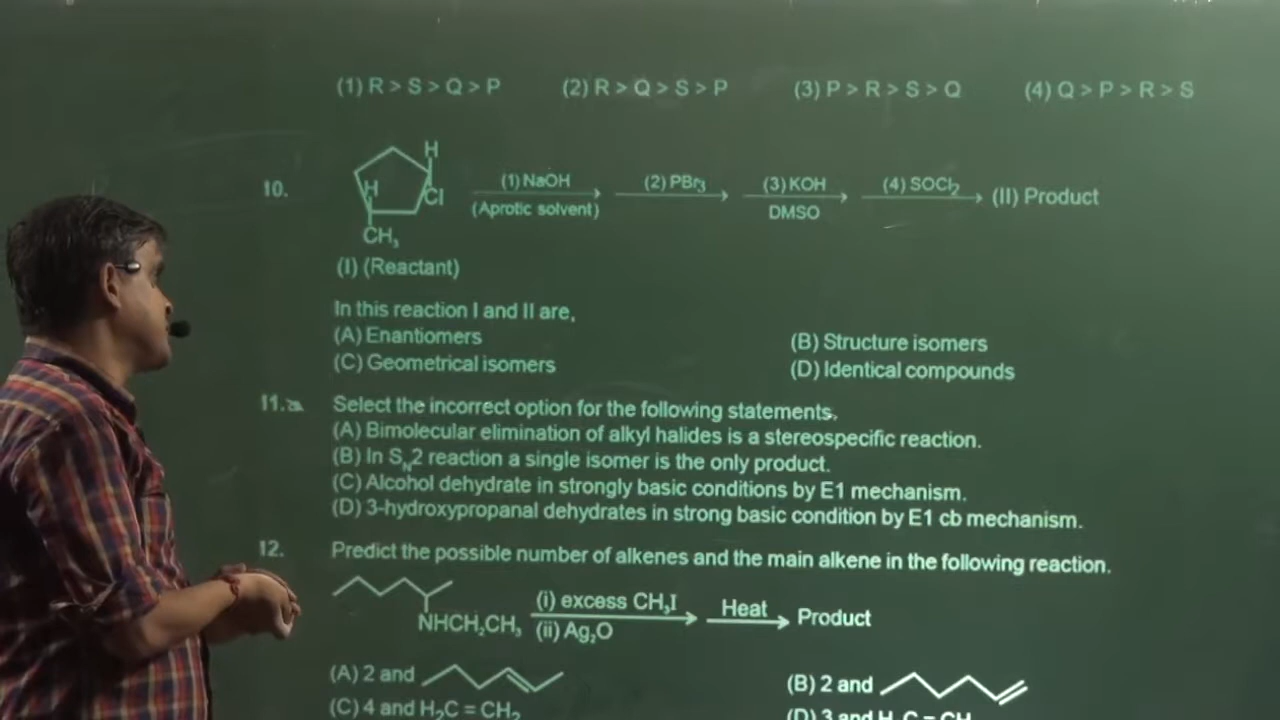 (1) R > S > Q > P (2) R > Q > S > P (3) P > R > S > Q (4) Q > P > R > S
10. H H Cl CH₃ (1) NaOH (Aprotic solvent) (2) PBr₃ (3) KOH DMSO (4) SOCl₂ (II) Product
(I) (Reactant)
In this reaction I and II are,
(A) Enantiomers (B) Structure isomers
(C) Geometrical isomers (D) Identical compounds
11. Select the incorrect option for the following statements.
(A) Bimolecular elimination of alkyl halides is a stereospecific reaction.
(B) In S_N2 reaction a single isomer is the only product.
(C) Alcohol dehydrate in strongly basic conditions by E1 mechanism.
(D) 3-hydroxypropanal dehydrates in strong basic condition by E1 cb mechanism.
12. Predict the possible number of alkenes and the main alkene in the following reaction.
NHCH₂CH₃ (i) excess CH₃I (ii) Ag₂O Heat Product
(A) 2 and (B) 2 and
(C) 4 and H₂C = CH₂ (D) 3 and